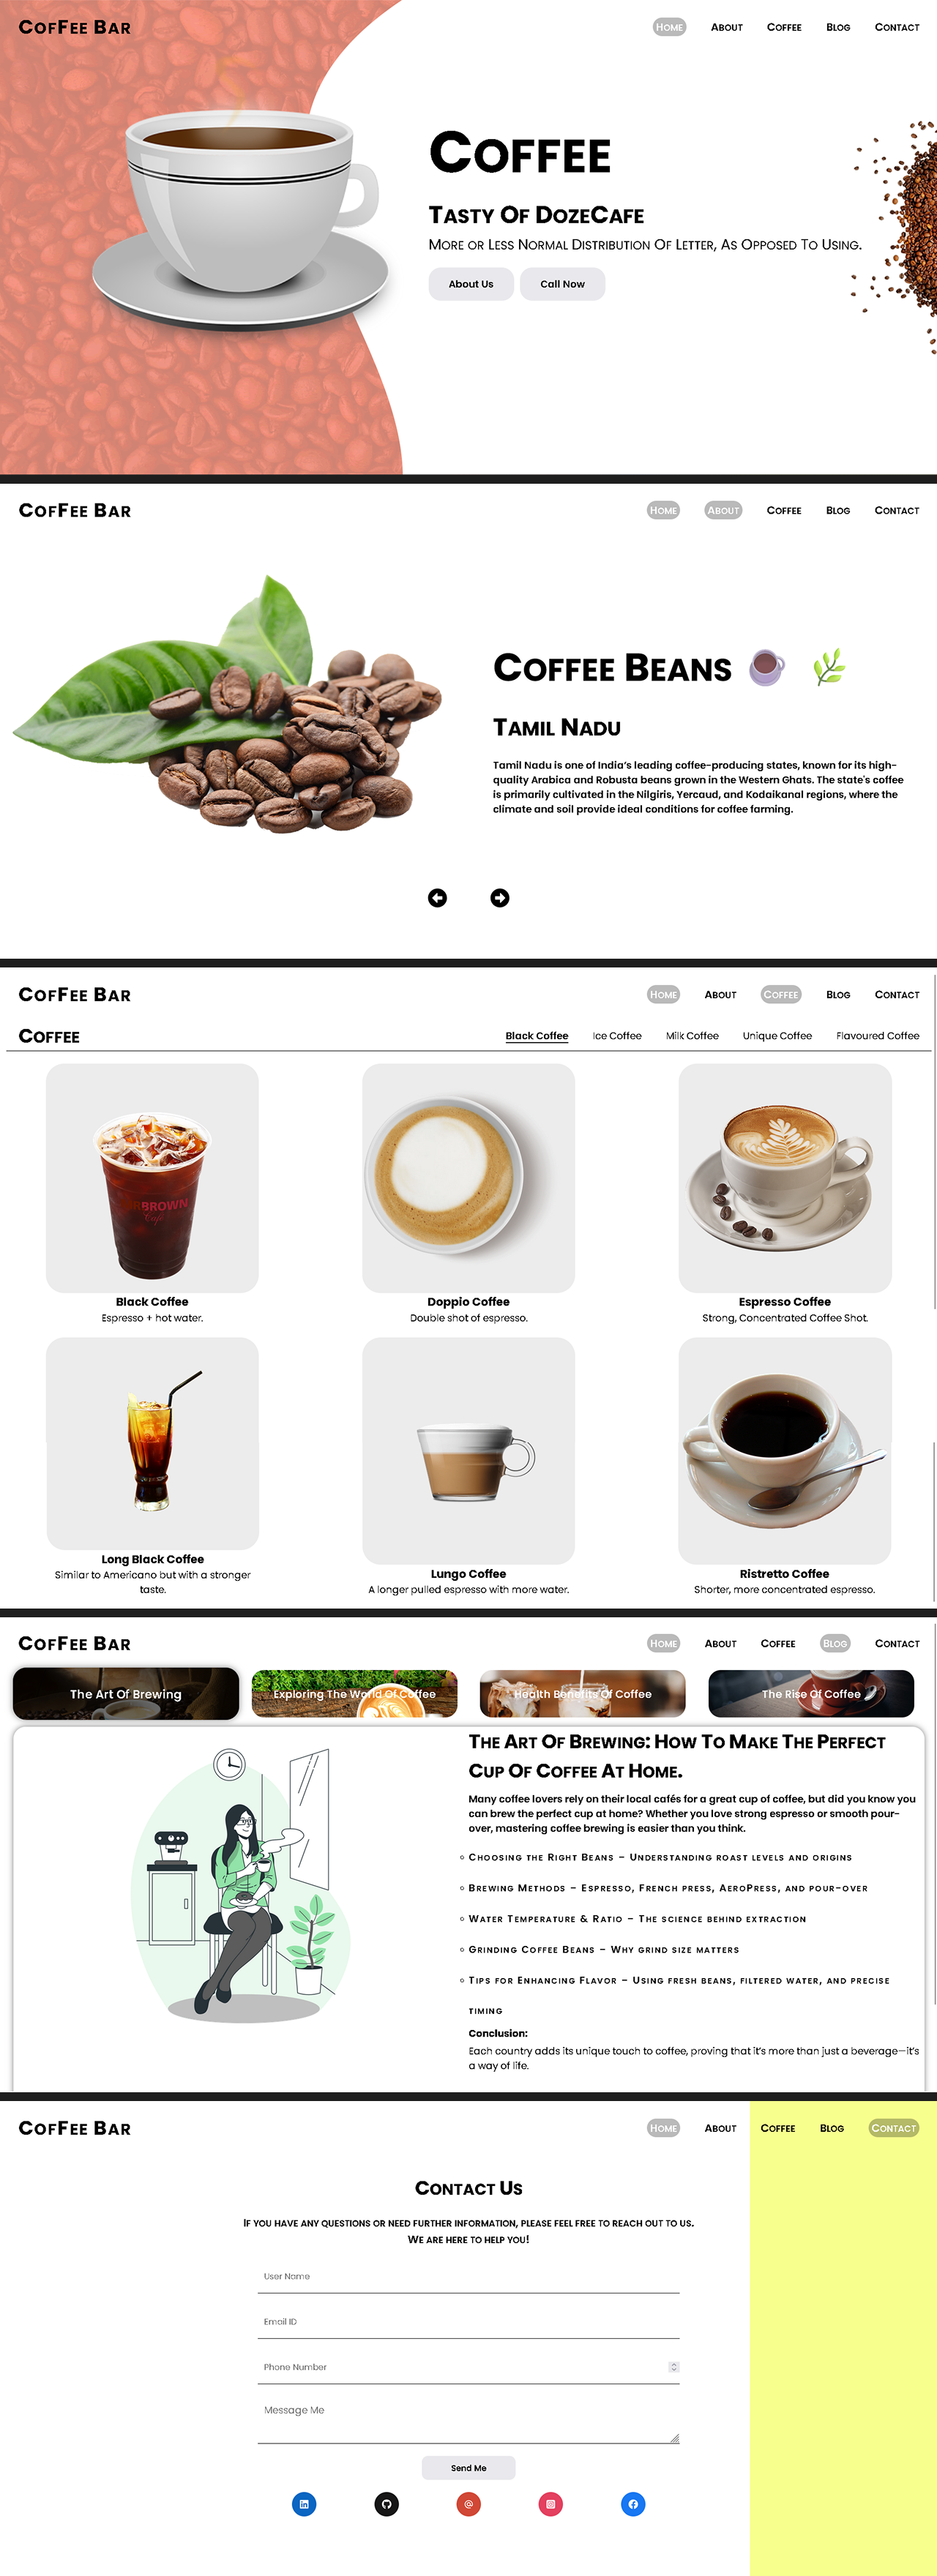 CofFee Bar
Home About Coffee Blog Contact
Coffee
Tasty Of DozeCafe
More or Less Normal Distribution Of Letter, As Opposed To Using.
About Us Call Now
CofFee Bar
Home About Coffee Blog Contact
Coffee Beans
Tamil Nadu
Tamil Nadu is one of India's leading coffee-producing states, known for its high-
quality Arabica and Robusta beans grown in the Western Ghats. The state's coffee
is primarily cultivated in the Nilgiris, Yercaud, and Kodaikanal regions, where the
climate and soil provide ideal conditions for coffee farming.
CofFee Bar
Home About Coffee Blog Contact
Coffee
Black Coffee Ice Coffee Milk Coffee Unique Coffee Flavoured Coffee
BROWN
Café
Black Coffee
Espresso + hot water.
Doppio Coffee
Double shot of espresso.
Espresso Coffee
Strong, Concentrated Coffee Shot.
Long Black Coffee
Similar to Americano but with a stronger
taste.
Lungo Coffee
A longer pulled espresso with more water.
Ristretto Coffee
Shorter, more concentrated espresso.
CofFee Bar
Home About Coffee Blog Contact
The Art Of Brewing
Exploring The World Of Coffee
Health Benefits Of Coffee
The Rise Of Coffee
The Art Of Brewing: How To Make The Perfect
Cup Of Coffee At Home.
Many coffee lovers rely on their local cafés for a great cup of coffee, but did you know you
can brew the perfect cup at home? Whether you love strong espresso or smooth pour-
over, mastering coffee brewing is easier than you think.
Choosing the Right Beans – Understanding roast levels and origins
Brewing Methods – Espresso, French press, AeroPress, and pour-over
Water Temperature & Ratio – The science behind extraction
Grinding Coffee Beans – Why grind size matters
Tips for Enhancing Flavor – Using fresh beans, filtered water, and precise
timing
Conclusion:
Each country adds its unique touch to coffee, proving that it's more than just a beverage—it's
a way of life.
CofFee Bar
Home About Coffee Blog Contact
Contact Us
If you have any questions or need further information, please feel free to reach out to us.
We are here to help you!
User Name
Email ID
Phone Number
Message Me
Send Me